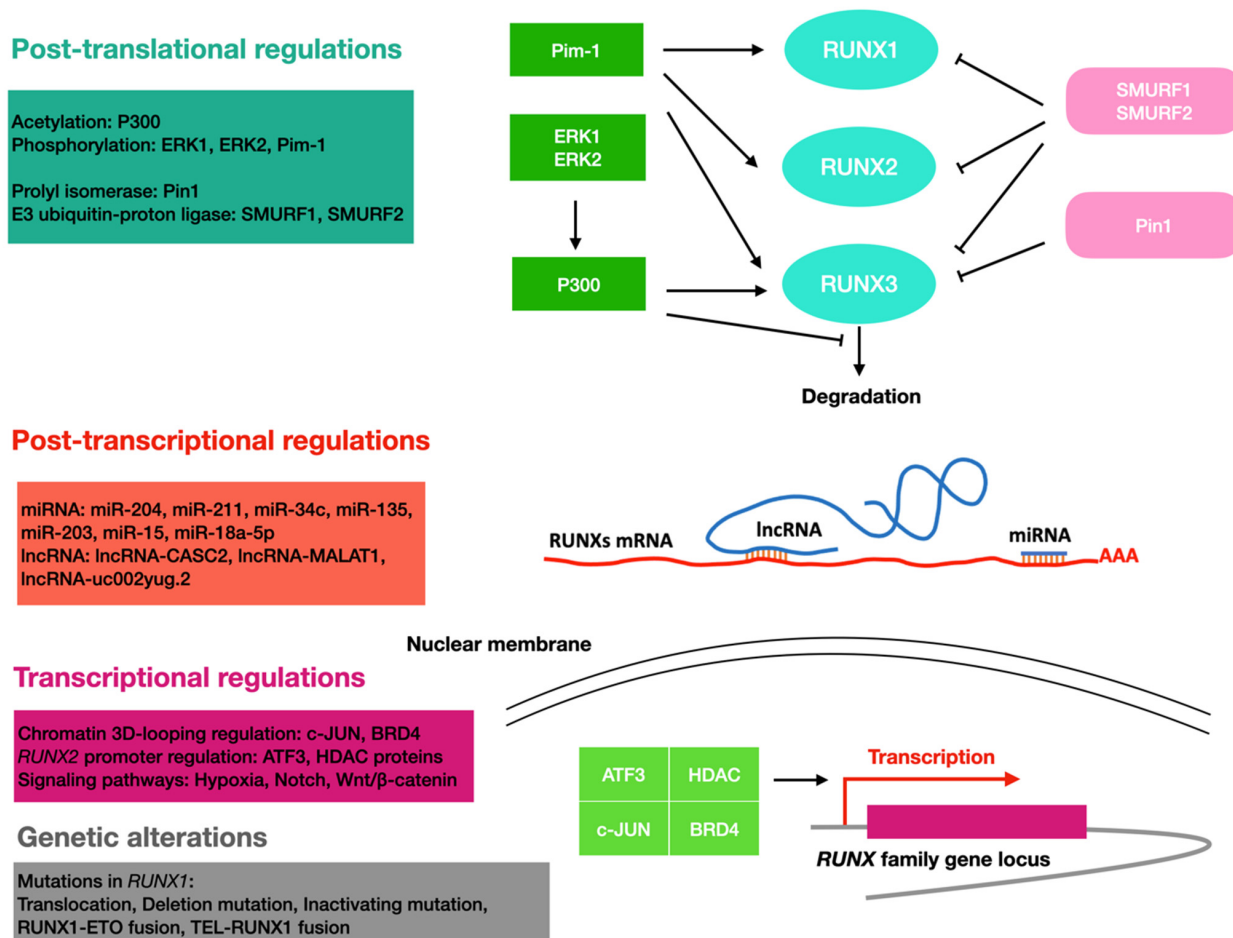 Post-translational regulations
Acetylation: P300
Phosphorylation: ERK1, ERK2, Pim-1
Prolyl isomerase: Pin1
E3 ubiquitin-proton ligase: SMURF1, SMURF2
Pim-1
ERK1
ERK2
P300
RUNX1
RUNX2
RUNX3
SMURF1
SMURF2
Pin1
Degradation
Post-transcriptional regulations
miRNA: miR-204, miR-211, miR-34c, miR-135,
miR-203, miR-15, miR-18a-5p
lncRNA: lncRNA-CASC2, lncRNA-MALAT1,
lncRNA-uc002yug.2
RUNXs mRNA
lncRNA
miRNA
AAA
Nuclear membrane
Transcriptional regulations
Chromatin 3D-looping regulation: c-JUN, BRD4
RUNX2 promoter regulation: ATF3, HDAC proteins
Signaling pathways: Hypoxia, Notch, Wnt/β-catenin
ATF3
HDAC
c-JUN
BRD4
Transcription
RUNX family gene locus
Genetic alterations
Mutations in RUNX1:
Translocation, Deletion mutation, Inactivating mutation,
RUNX1-ETO fusion, TEL-RUNX1 fusion